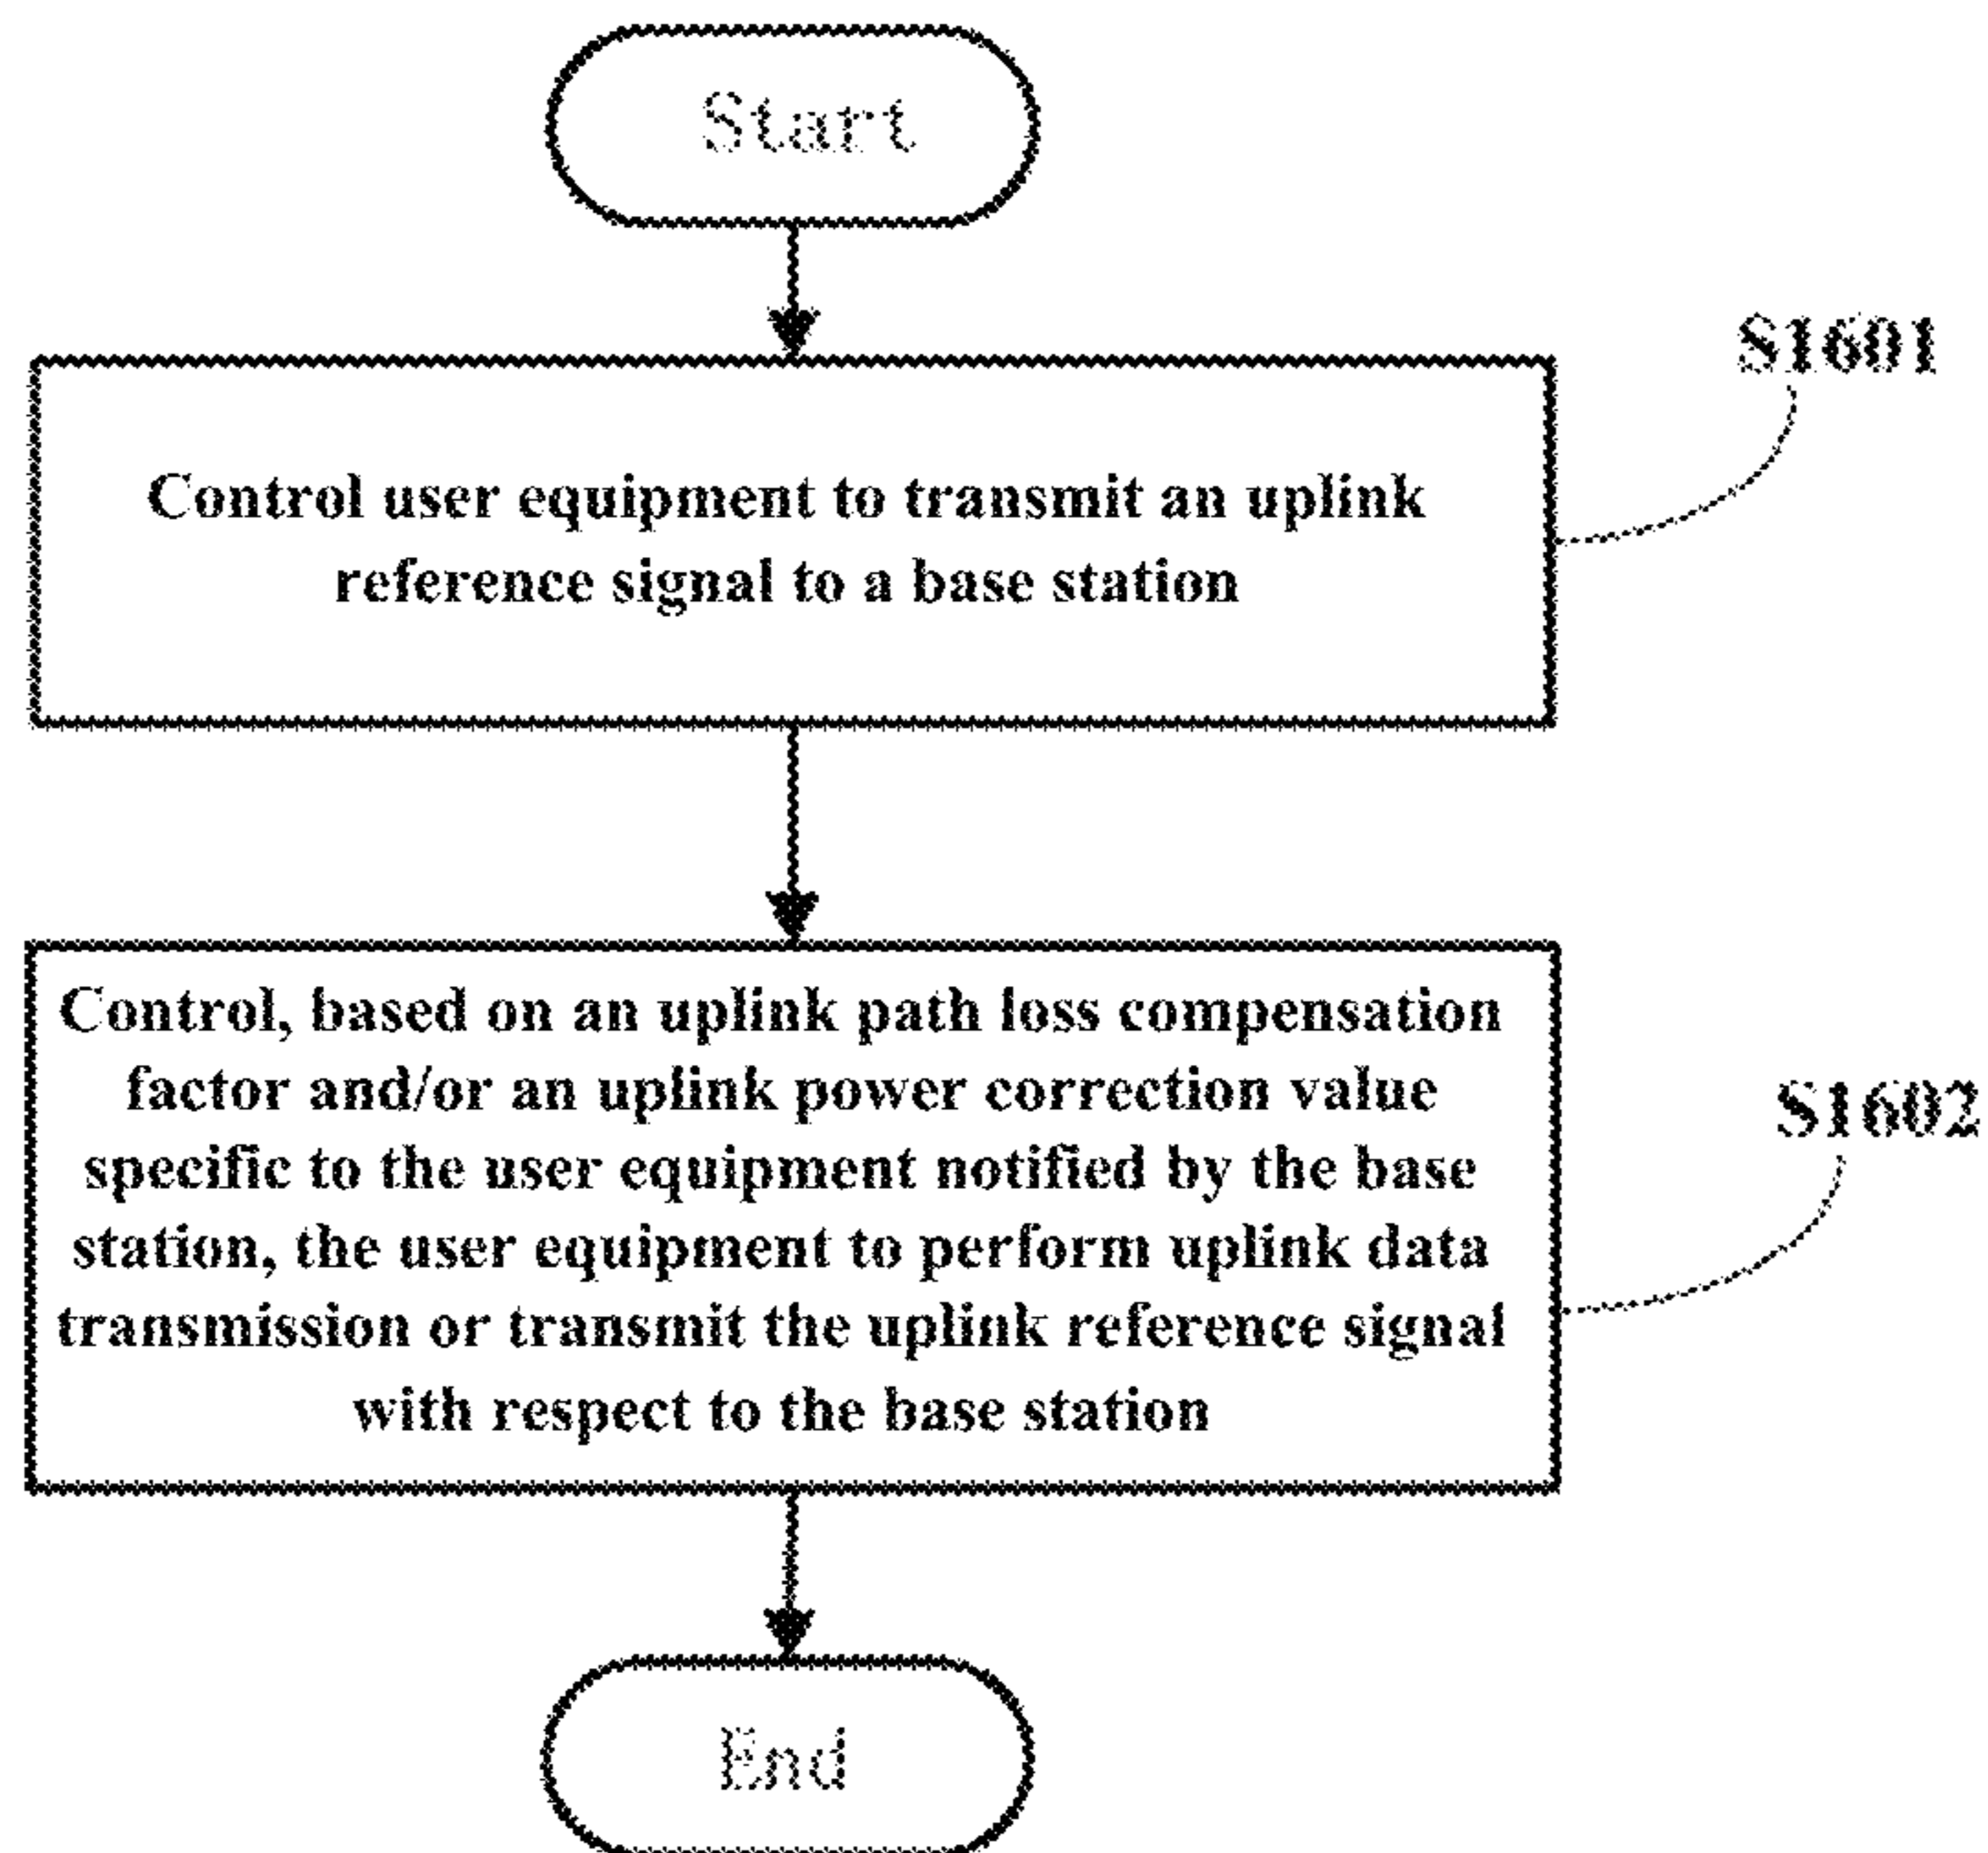 Start
S1601
Control user equipment to transmit an uplink
reference signal to a base station
Control, based on an uplink path loss compensation
factor and/or an uplink power correction value
specific to the user equipment notified by the base
station, the user equipment to perform uplink data
transmission or transmit the uplink reference signal
with respect to the base station
S1602
End